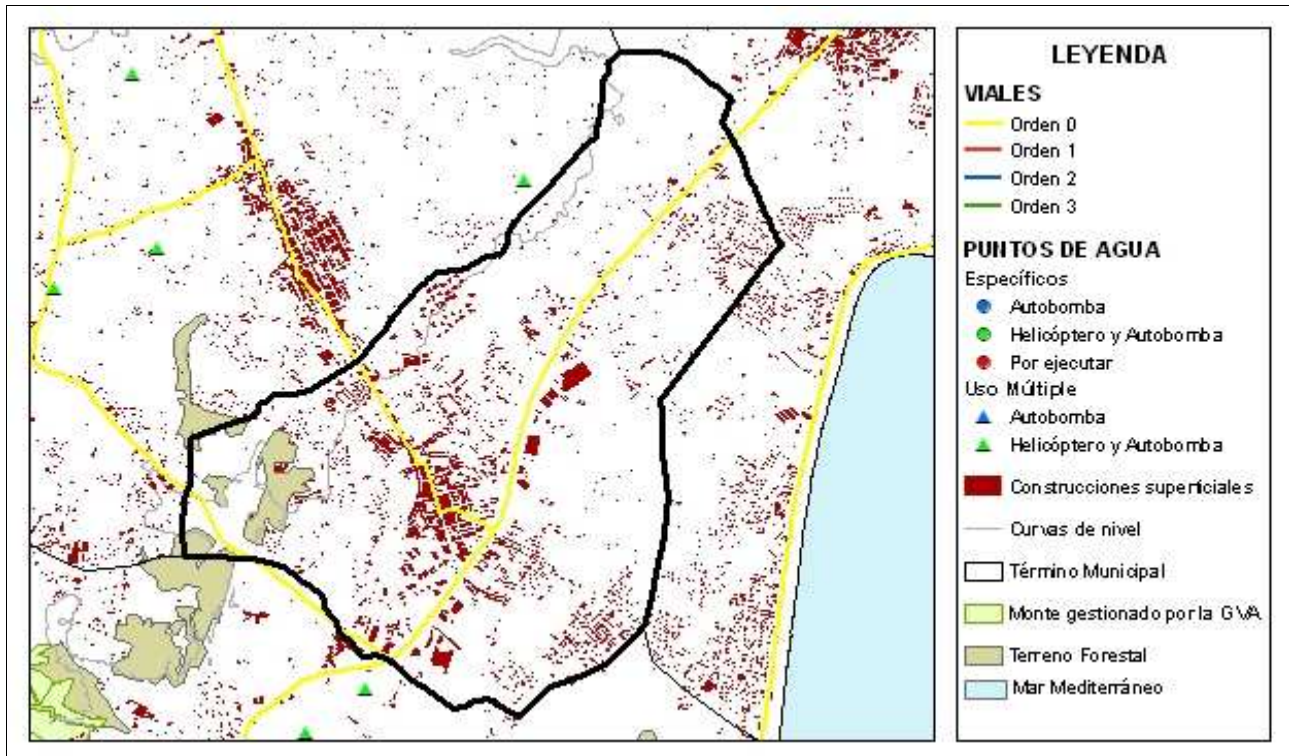 LEYENDA
VIALES
Orden 0
Orden 1
Orden 2
Orden 3
PUNTOS DE AGUA
Específicos
Autobomba
Helicóptero y Autobomba
Por ejecutar
Uso Múltiple
Autobomba
Helicóptero y Autobomba
Construcciones superficiales
Curvas de nivel
Término Municipal
Monte gestionado por la GVA
Terreno Forestal
Mar Mediterráneo